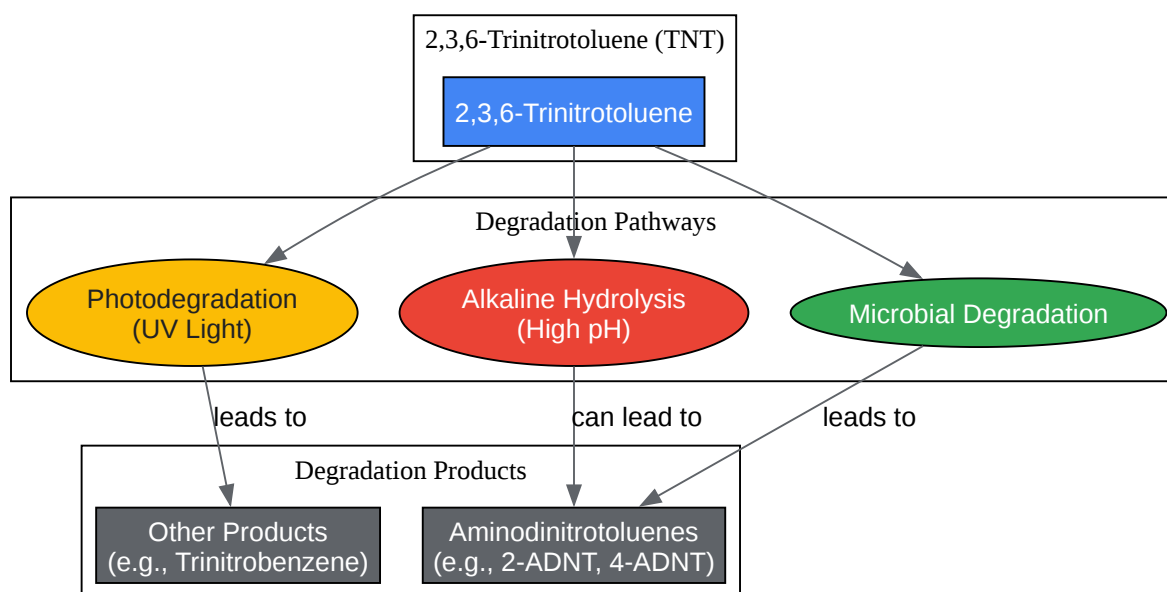 2,3,6-Trinitrotoluene (TNT)
2,3,6-Trinitrotoluene
Degradation Pathways
Photodegradation
(UV Light)
Alkaline Hydrolysis
(High pH)
Microbial Degradation
leads to
can lead to
leads to
Degradation Products
Other Products
(e.g., Trinitrobenzene)
Aminodinitrotoluenes
(e.g., 2-ADNT, 4-ADNT)